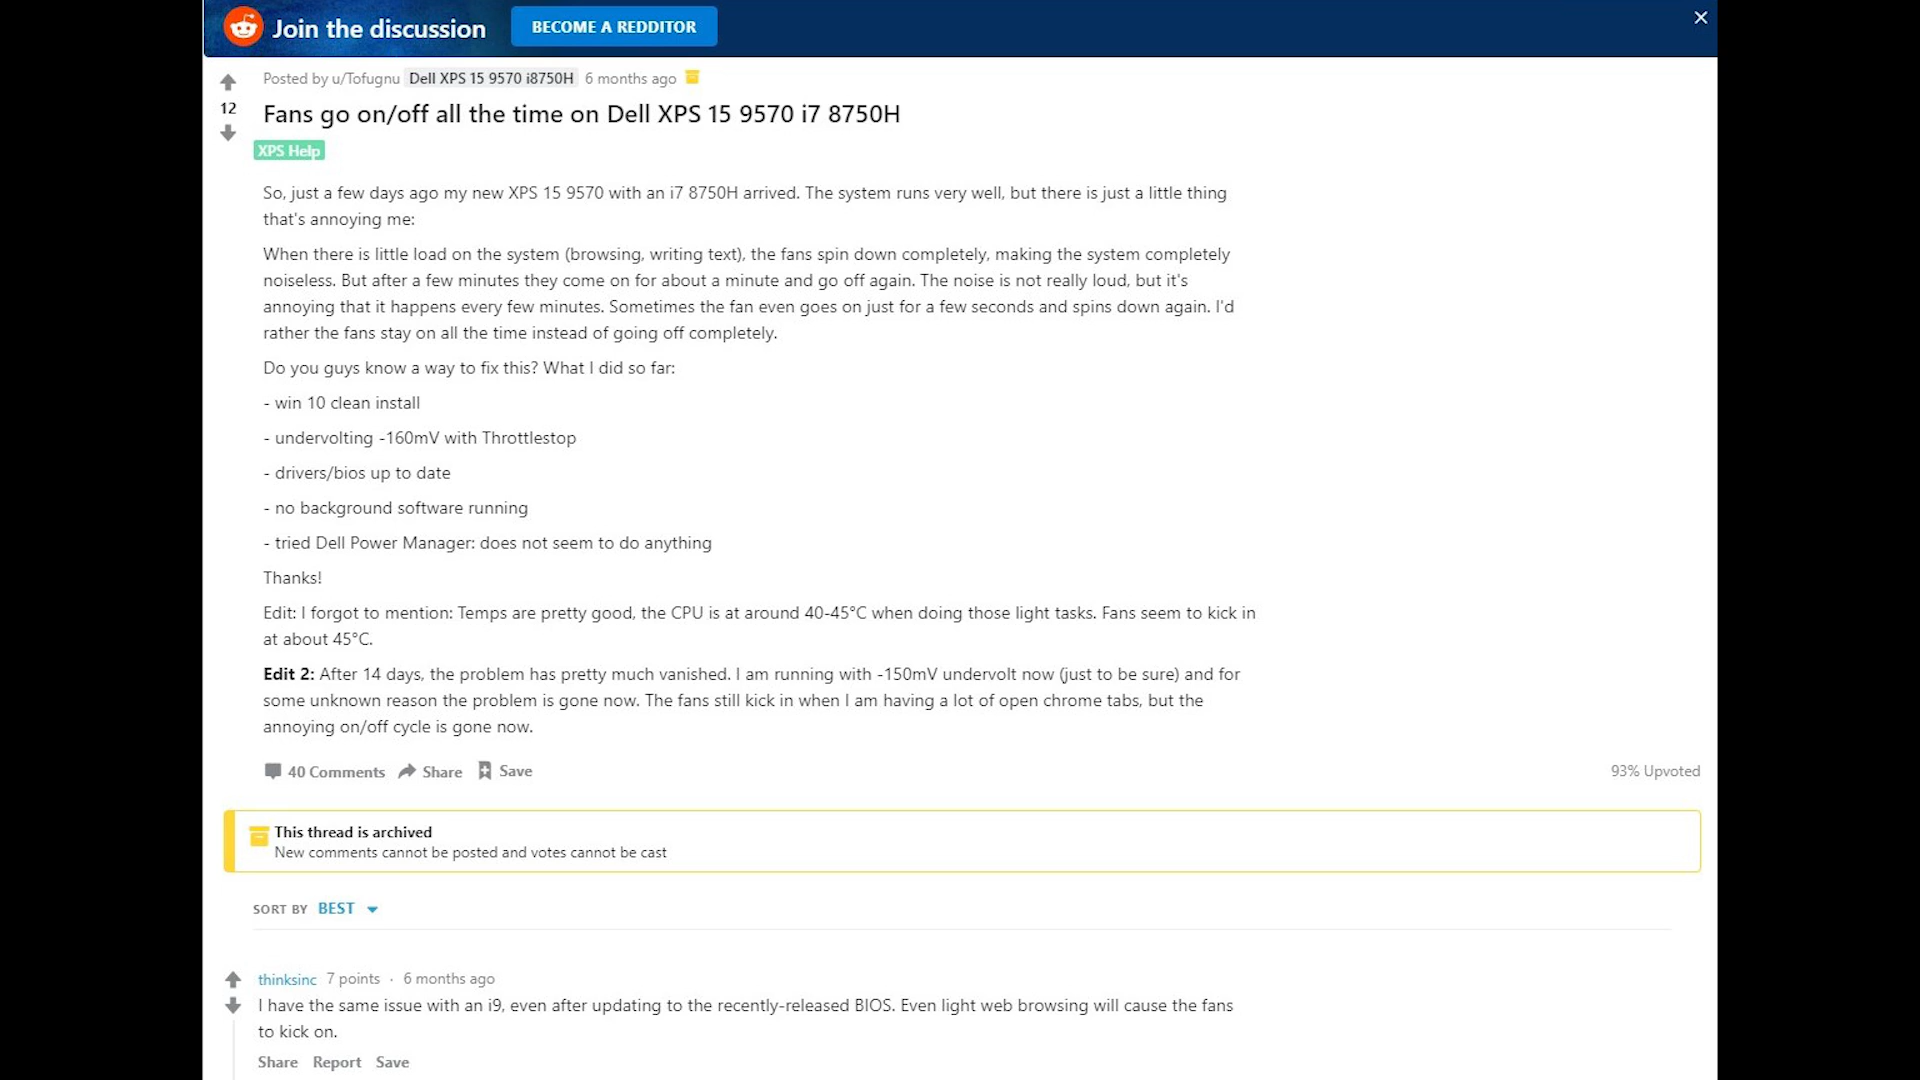 Join the discussion
BECOME A REDDITOR
Posted by u/Tofugnu Dell XPS 15 9570 i8750H 6 months ago
12
Fans go on/off all the time on Dell XPS 15 9570 i7 8750H
XPS Help
So, just a few days ago my new XPS 15 9570 with an i7 8750H arrived. The system runs very well, but there is just a little thing
that's annoying me:
When there is little load on the system (browsing, writing text), the fans spin down completely, making the system completely
noiseless. But after a few minutes they come on for about a minute and go off again. The noise is not really loud, but it's
annoying that it happens every few minutes. Sometimes the fan even goes on just for a few seconds and spins down again. I'd
rather the fans stay on all the time instead of going off completely.
Do you guys know a way to fix this? What I did so far:
- win 10 clean install
- undervolting -160mV with Throttlestop
- drivers/bios up to date
- no background software running
- tried Dell Power Manager: does not seem to do anything
Thanks!
Edit: I forgot to mention: Temps are pretty good, the CPU is at around 40-45°C when doing those light tasks. Fans seem to kick in
at about 45°C.
Edit 2: After 14 days, the problem has pretty much vanished. I am running with -150mV undervolt now (just to be sure) and for
some unknown reason the problem is gone now. The fans still kick in when I am having a lot of open chrome tabs, but the
annoying on/off cycle is gone now.
40 Comments Share Save
93% Upvoted
This thread is archived
New comments cannot be posted and votes cannot be cast
SORT BY BEST
thinksinc 7 points · 6 months ago
I have the same issue with an i9, even after updating to the recently-released BIOS. Even light web browsing will cause the fans
to kick on.
Share Report Save